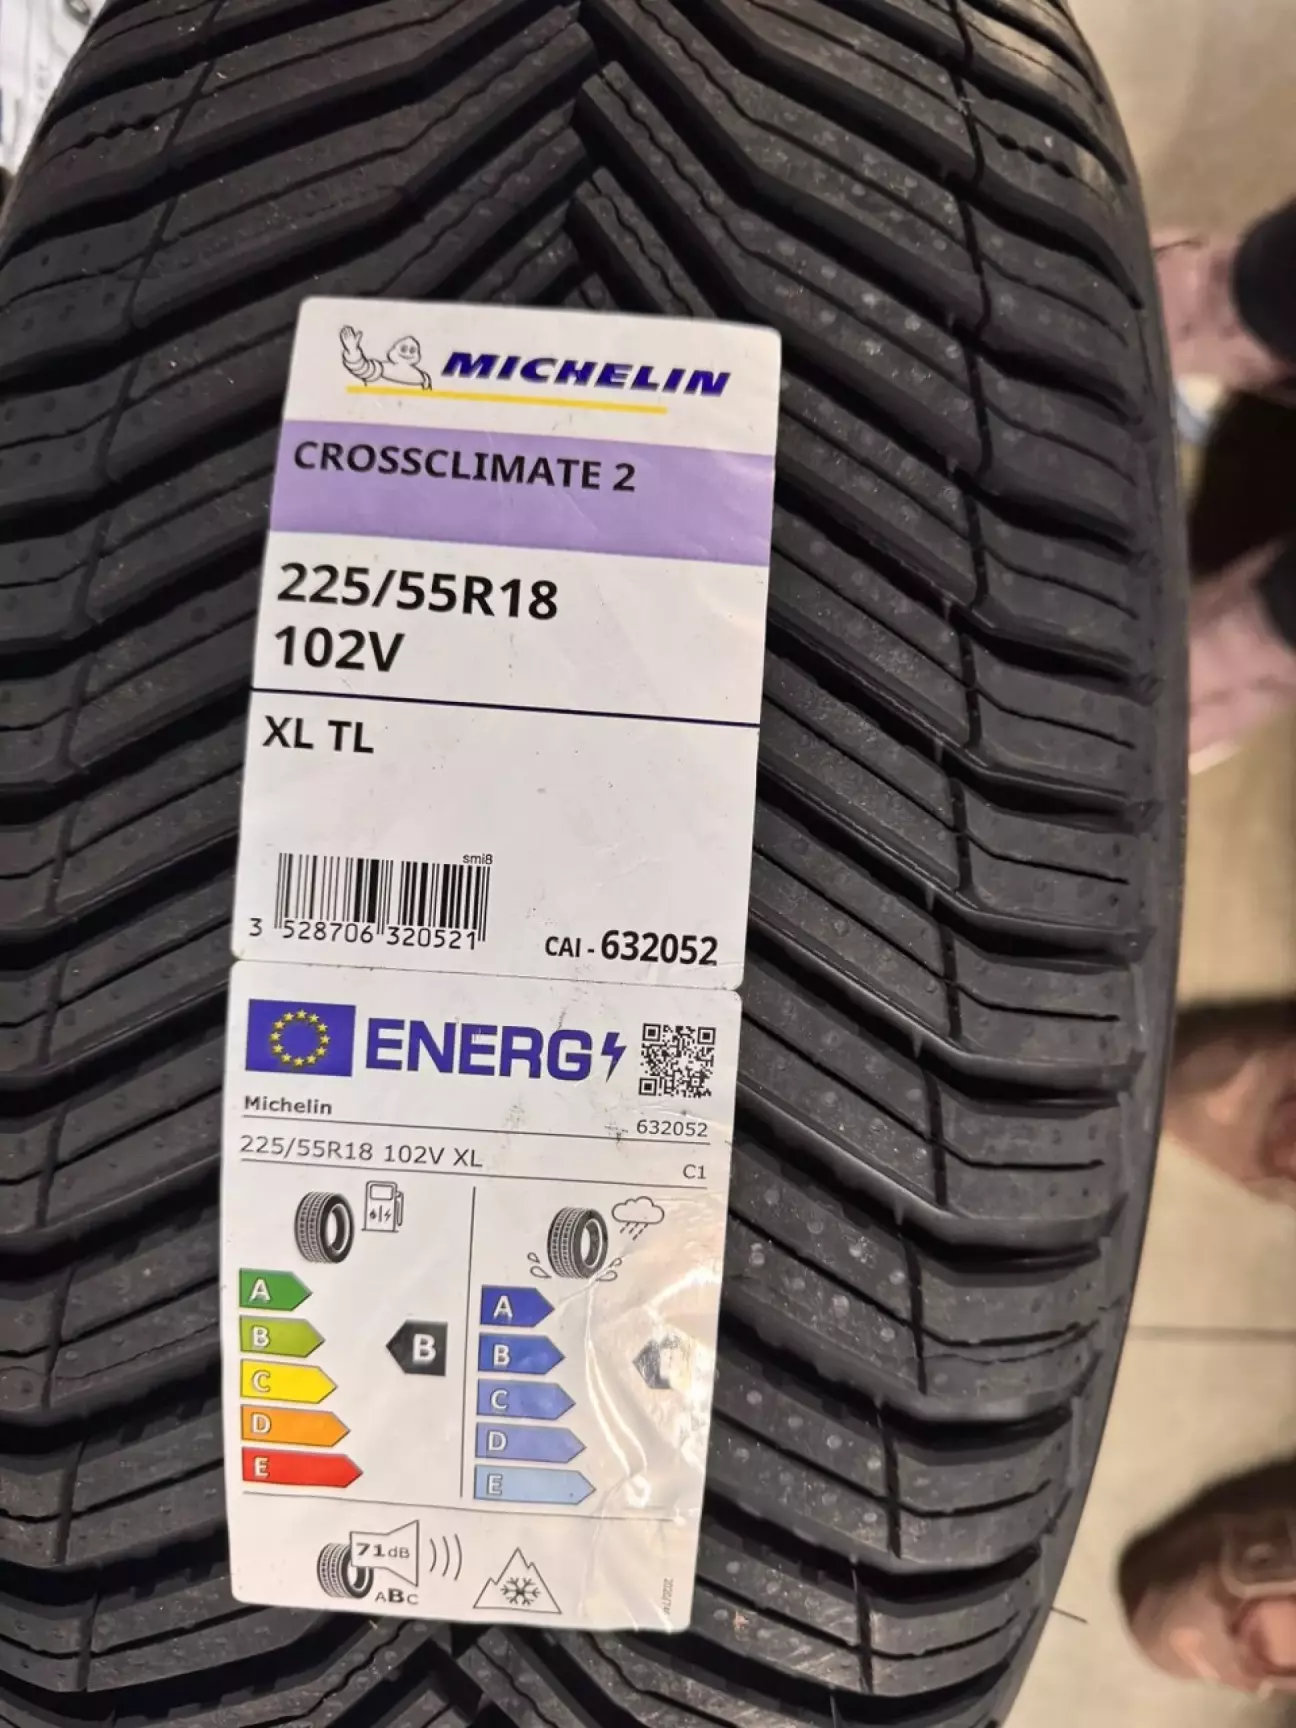 MICHELIN
CROSSCLIMATE 2
225/55R18
102V
XL TL
smi8
3 528706 320521
CAI - 632052
ENERG
Michelin
632052
225/55R18 102V XL
C1
A
B
C
D
E
B
A
B
C
D
E
71dB
ABC